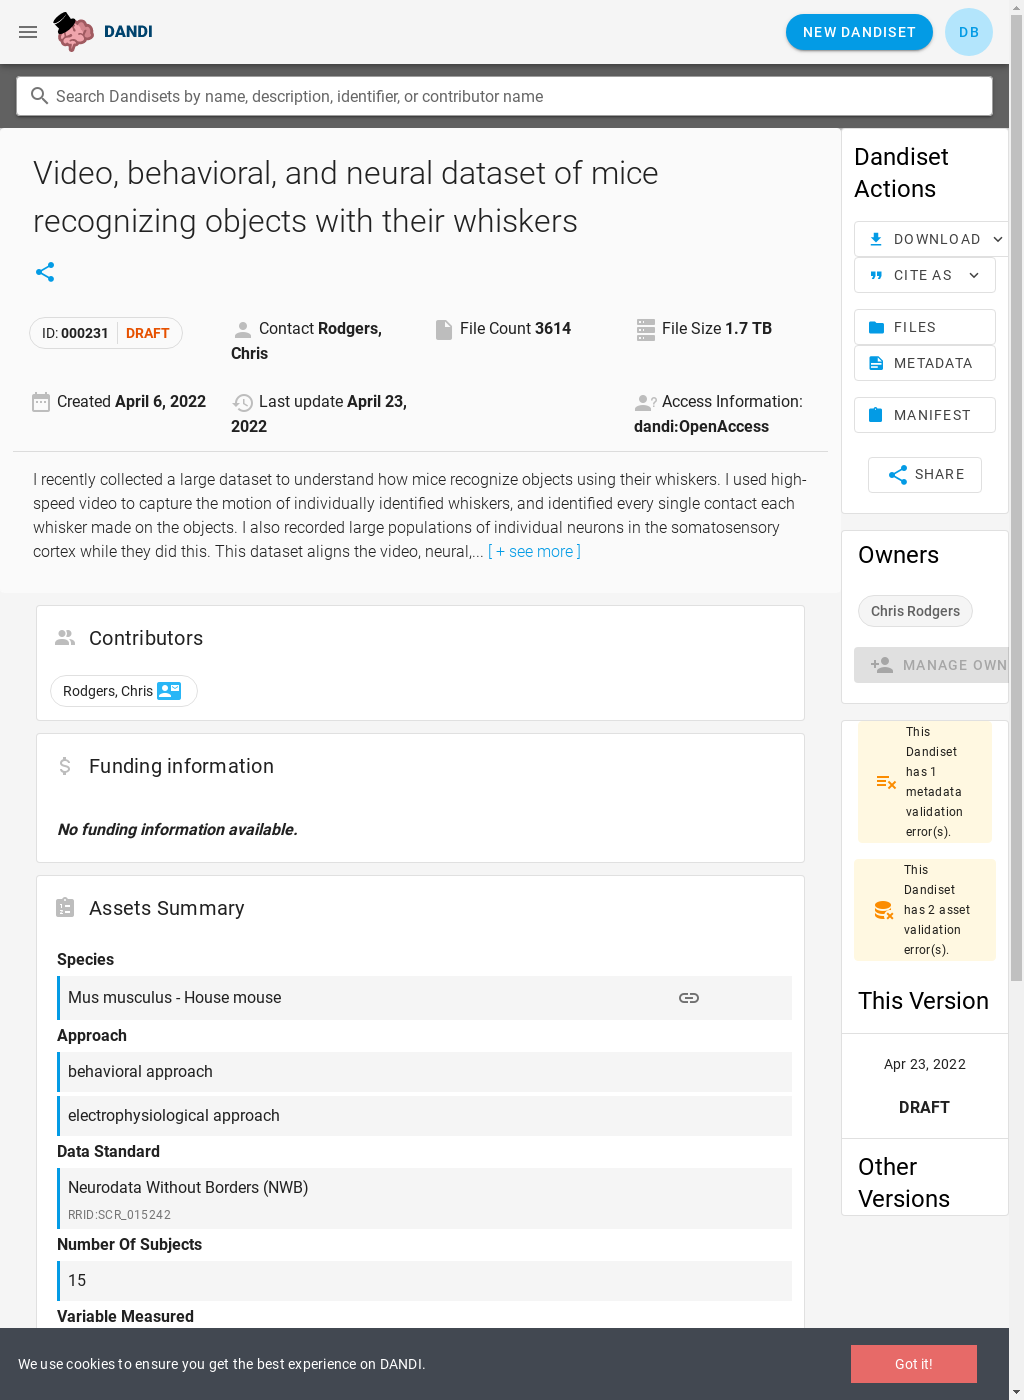 DANDI
NEW DANDISET
DB
Search Dandisets by name, description, identifier, or contributor name
Video, behavioral, and neural dataset of mice
recognizing objects with their whiskers
ID: 000231 DRAFT
Contact Rodgers,
Chris
File Count 3614
File Size 1.7 TB
Created April 6, 2022
Last update April 23,
2022
Access Information:
dandi:OpenAccess
I recently collected a large dataset to understand how mice recognize objects using their whiskers. I used high-
speed video to capture the motion of individually identified whiskers, and identified every single contact each
whisker made on the objects. I also recorded large populations of individual neurons in the somatosensory
cortex while they did this. This dataset aligns the video, neural,... [ + see more ]
Contributors
Rodgers, Chris
Funding information
No funding information available.
Assets Summary
Species
Mus musculus - House mouse
Approach
behavioral approach
electrophysiological approach
Data Standard
Neurodata Without Borders (NWB)
RRID:SCR_015242
Number Of Subjects
15
Variable Measured
Dandiset
Actions
DOWNLOAD
CITE AS
FILES
METADATA
MANIFEST
SHARE
Owners
Chris Rodgers
MANAGE OWN
This
Dandiset
has 1
metadata
validation
error(s).
This
Dandiset
has 2 asset
validation
error(s).
This Version
Apr 23, 2022
DRAFT
Other
Versions
We use cookies to ensure you get the best experience on DANDI.
Got it!